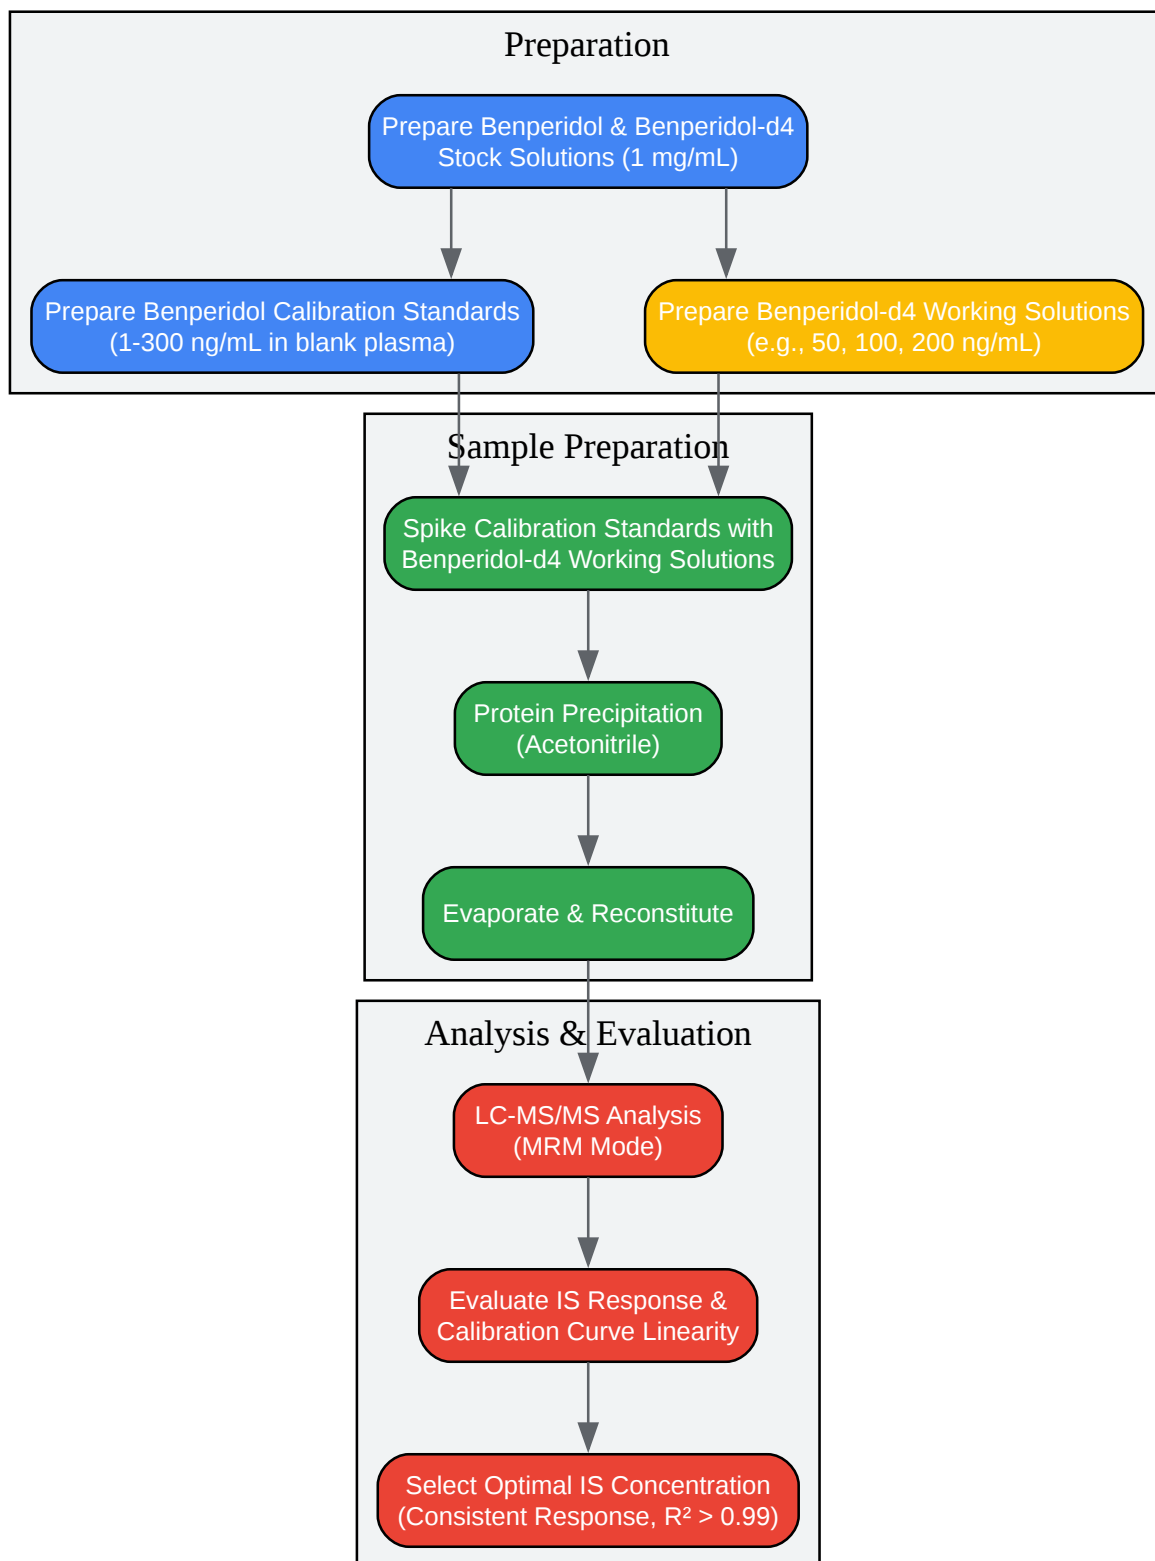 Preparation
Prepare Benperidol & Benperidol-d4
Stock Solutions (1 mg/mL)
Prepare Benperidol Calibration Standards
(1-300 ng/mL in blank plasma)
Prepare Benperidol-d4 Working Solutions
(e.g., 50, 100, 200 ng/mL)
Sample Preparation
Spike Calibration Standards with
Benperidol-d4 Working Solutions
Protein Precipitation
(Acetonitrile)
Evaporate & Reconstitute
Analysis & Evaluation
LC-MS/MS Analysis
(MRM Mode)
Evaluate IS Response &
Calibration Curve Linearity
Select Optimal IS Concentration
(Consistent Response, R² > 0.99)